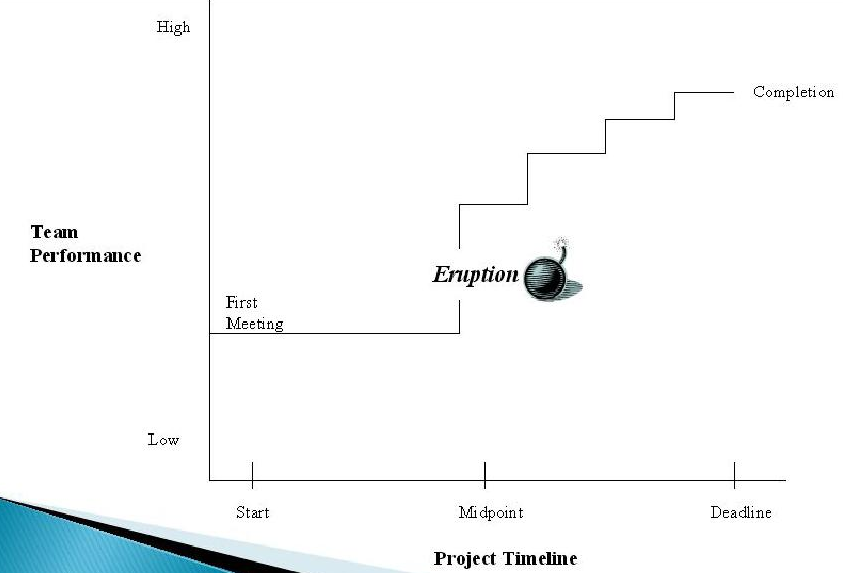 High
Completion
Team
Performance
Eruption
First
Meeting
Low
Start
Midpoint
Deadline
Project Timeline